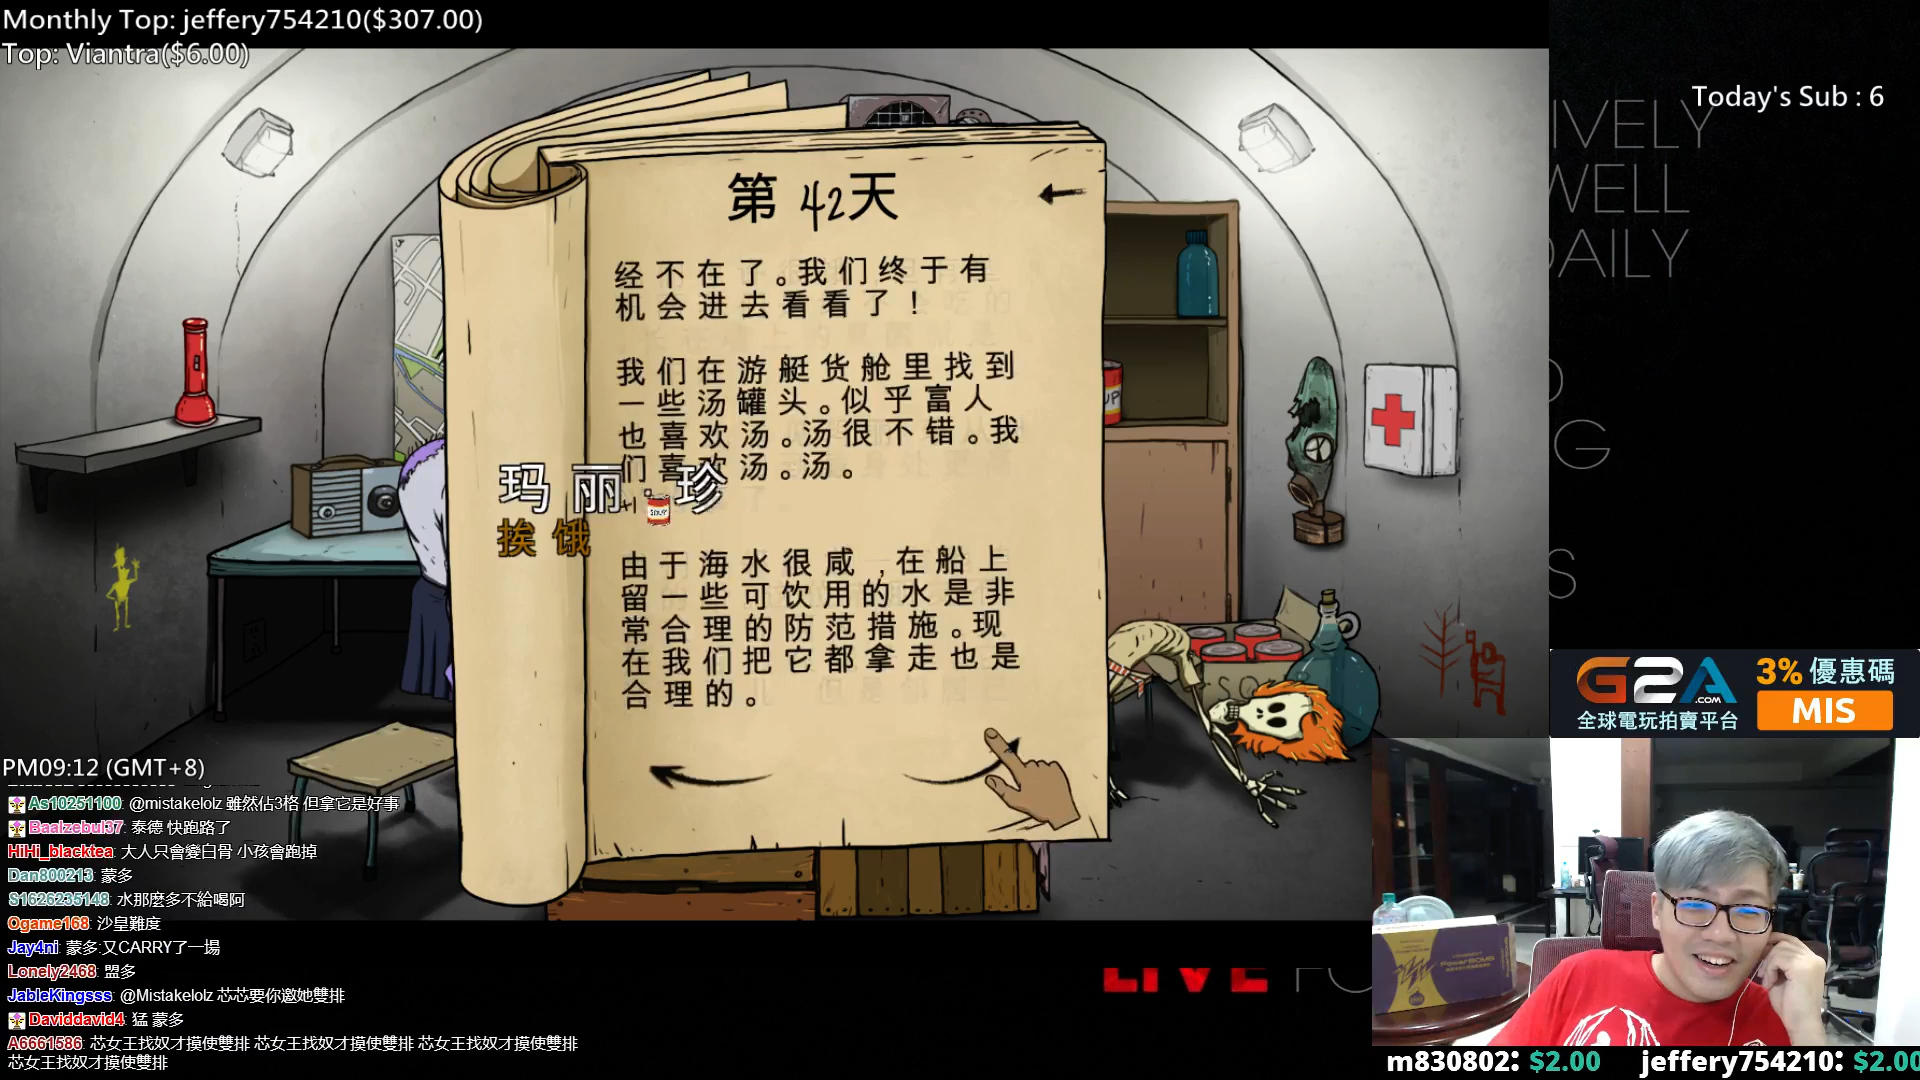 Monthly Top: jeffery754210($307.00)
Top: Viantra($6.00)
Today's Sub : 6
IVELY
WELL
DAILY
第 42天
经不在了。我们终于有
机会进去看看了！
我们在游艇货舱里找到
一些汤罐头。似乎富人
也喜欢汤。汤很不错。我
们喜欢汤。汤。
玛丽·珍
挨饿
+1
SOUP
由于海水很咸，在船上
留一些可饮用的水是非
常合理的防范措施。现
在我们把它都拿走也是
合理的。
G2A.COM
全球電玩拍賣平台
3% 優惠碼
MIS
PM09:12 (GMT+8)
As10251100: @mistakelolz 雖然佔3格 但拿它是好事
Baalzebul37: 泰德 快跑路了
HiHi_blacktea: 大人只會變白骨 小孩會跑掉
Dan800213: 蒙多
S1626235148: 水那麼多不給喝阿
Ogame168: 沙皇難度
Jay4ni: 蒙多:又CARRY了一場
Lonely2468: 盟多
JableKingsss: @Mistakelolz 芯芯要你邀她雙排
Daviddavid4: 猛 蒙多
A6661586: 芯女王找奴才摸使雙排 芯女王找奴才摸使雙排 芯女王找奴才摸使雙排
芯女王找奴才摸使雙排
LIVE FO
m830802: $2.00 jeffery754210: $2.00